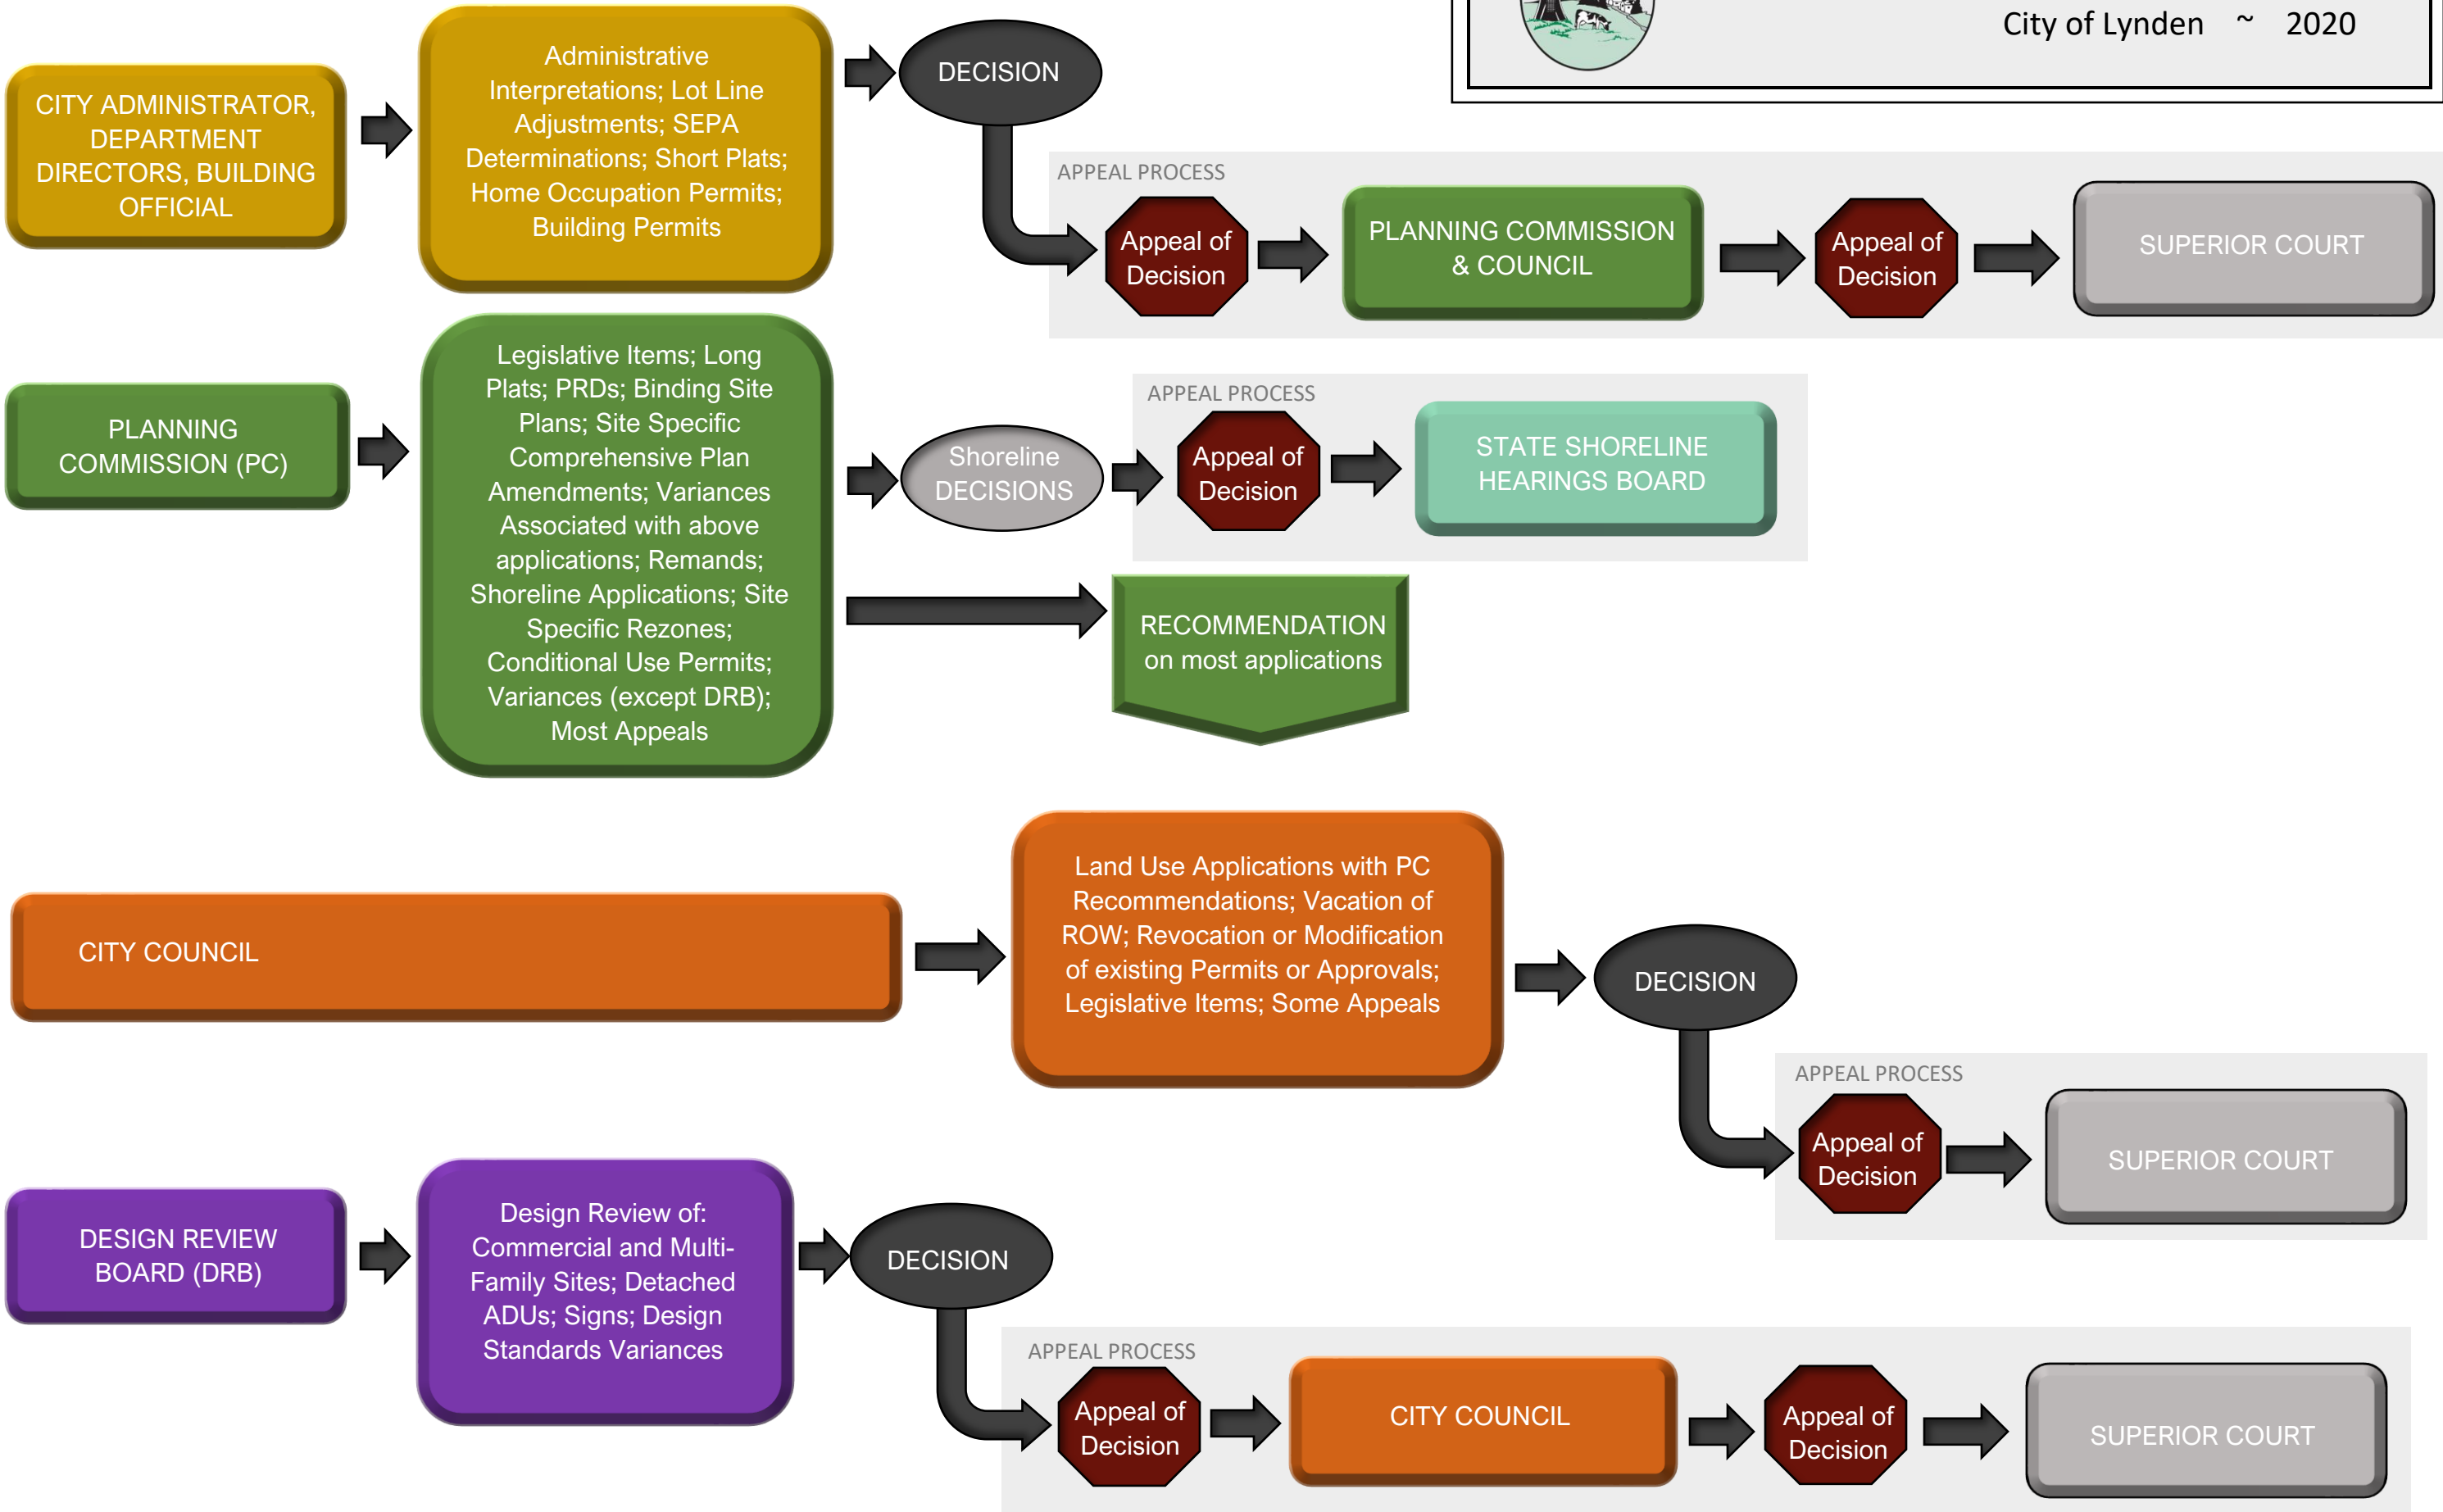 City of Lynden ~ 2020
CITY ADMINISTRATOR,
DEPARTMENT
DIRECTORS, BUILDING
OFFICIAL
Administrative
Interpretations; Lot Line
Adjustments; SEPA
Determinations; Short Plats;
Home Occupation Permits;
Building Permits
DECISION
APPEAL PROCESS
Appeal of
Decision
PLANNING COMMISSION
& COUNCIL
Appeal of
Decision
SUPERIOR COURT
PLANNING
COMMISSION (PC)
Legislative Items; Long
Plats; PRDs; Binding Site
Plans; Site Specific
Comprehensive Plan
Amendments; Variances
Associated with above
applications; Remands;
Shoreline Applications; Site
Specific Rezones;
Conditional Use Permits;
Variances (except DRB);
Most Appeals
Shoreline
DECISIONS
APPEAL PROCESS
Appeal of
Decision
STATE SHORELINE
HEARINGS BOARD
RECOMMENDATION
on most applications
CITY COUNCIL
Land Use Applications with PC
Recommendations; Vacation of
ROW; Revocation or Modification
of existing Permits or Approvals;
Legislative Items; Some Appeals
DECISION
APPEAL PROCESS
Appeal of
Decision
SUPERIOR COURT
DESIGN REVIEW
BOARD (DRB)
Design Review of:
Commercial and Multi-
Family Sites; Detached
ADUs; Signs; Design
Standards Variances
DECISION
APPEAL PROCESS
Appeal of
Decision
CITY COUNCIL
Appeal of
Decision
SUPERIOR COURT